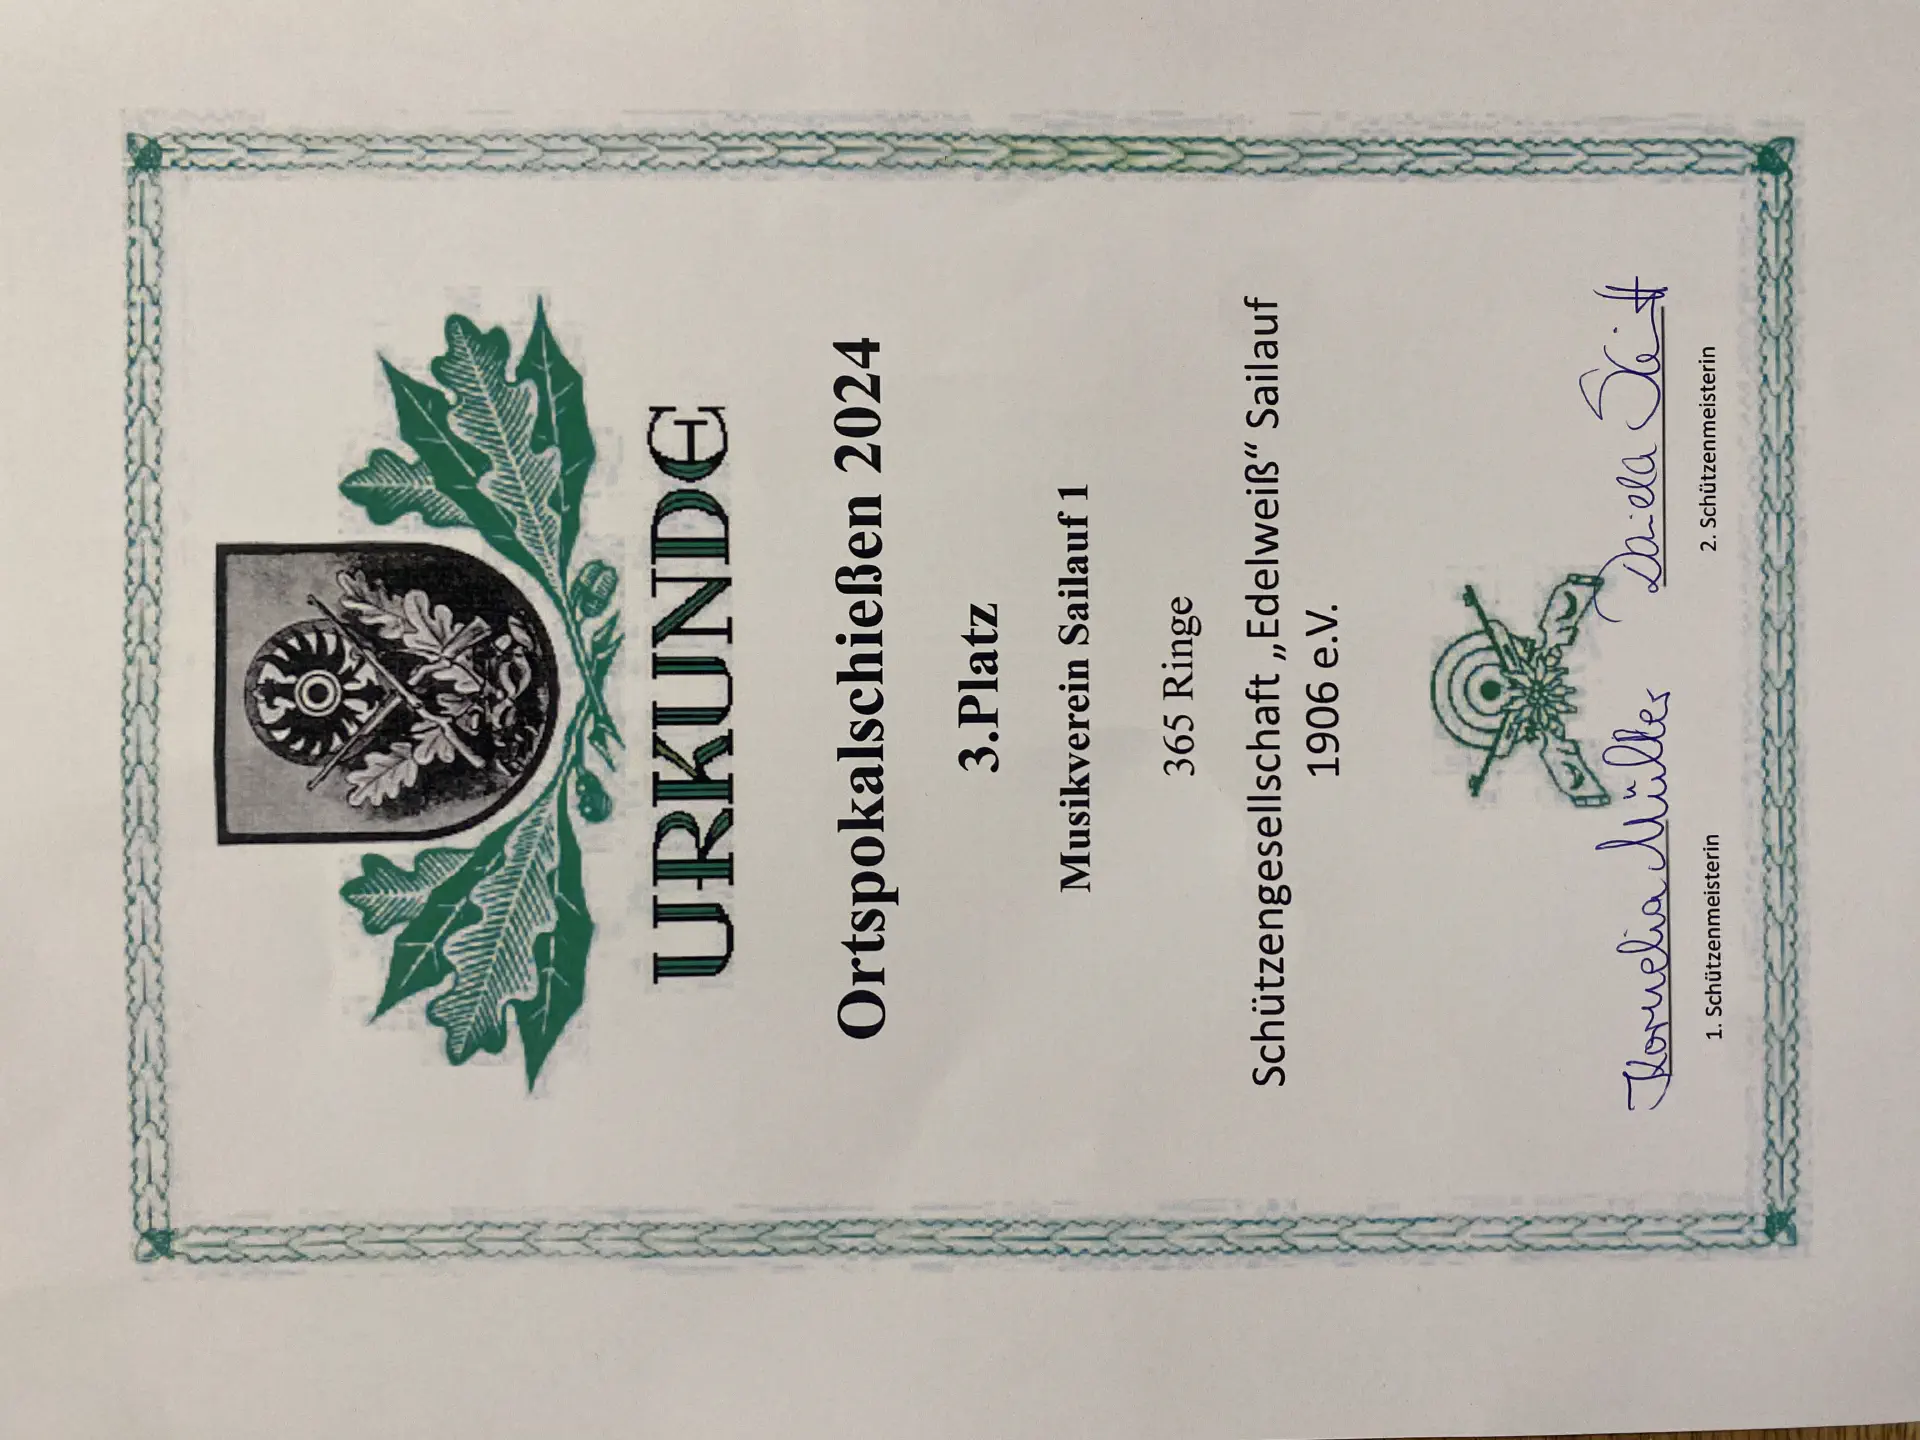 URKUNDE
Ortspokalschießen 2024
3.Platz
Musikverein Sailauf 1
365 Ringe
Schützengesellschaft „Edelweiß“ Sailauf
1906 e.V.
Kornelia Müller
Daniela
1. Schützenmeisterin
2. Schützenmeisterin